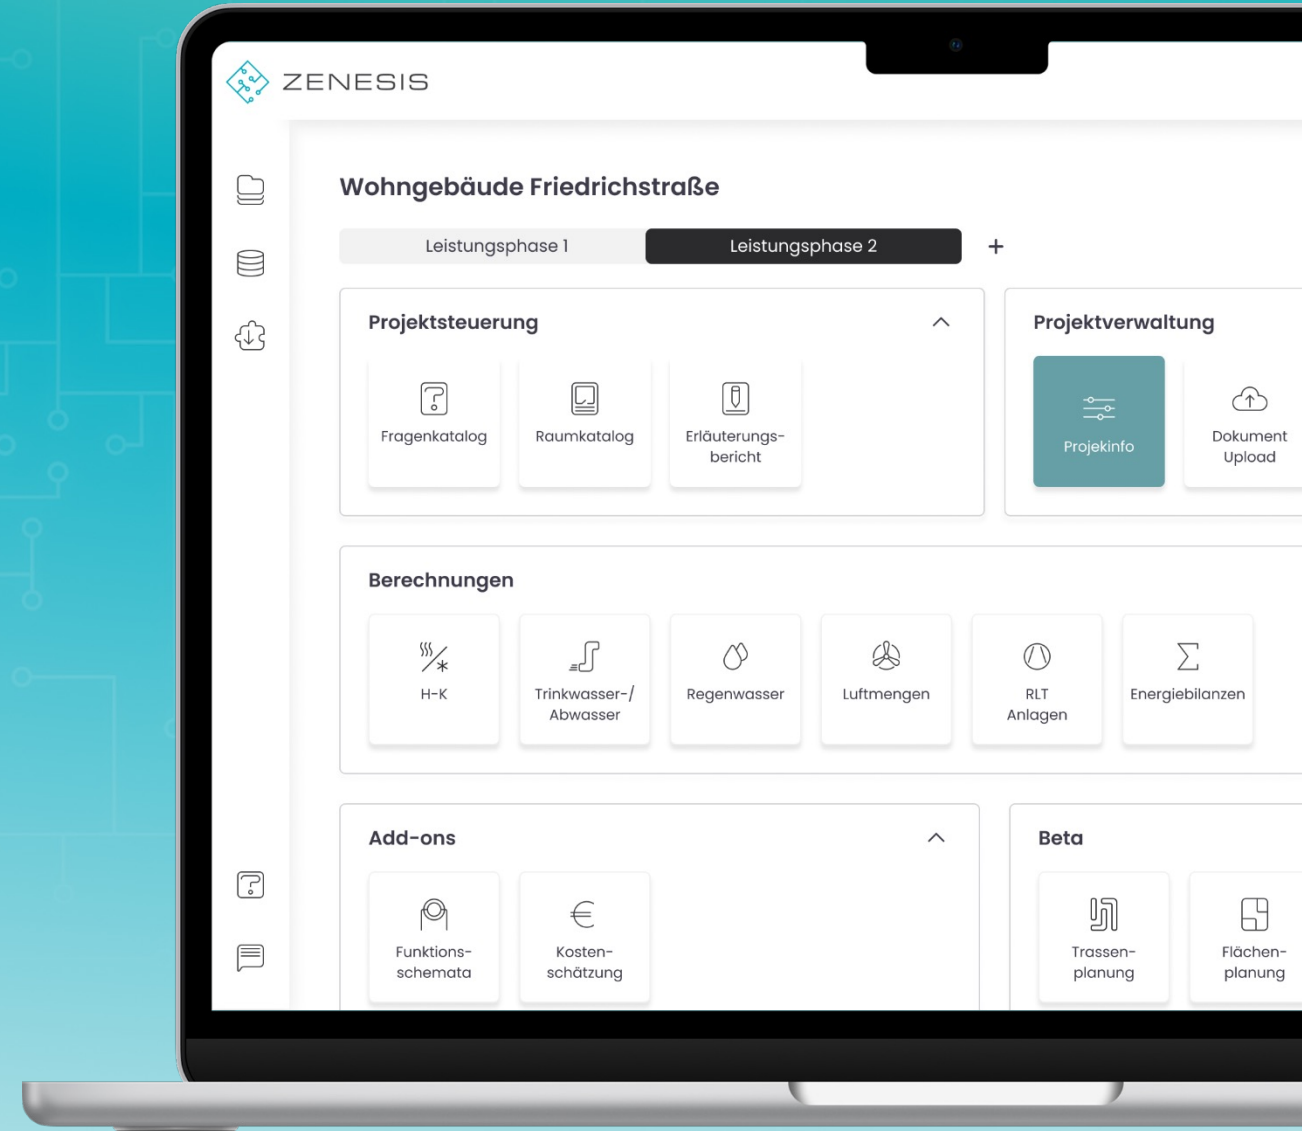 ZENESIS
Wohngebäude Friedrichstraße
Leistungsphase 1
Leistungsphase 2
+
Projektsteuerung
Fragenkatalog
Raumkatalog
Erläuterungs-
bericht
Projektverwaltung
Projekinfo
Dokument
Upload
Berechnungen
H-K
Trinkwasser-/
Abwasser
Regenwasser
Luftmengen
RLT
Anlagen
Energiebilanzen
Add-ons
Funktions-
schemata
Kosten-
schätzung
Beta
Trassen-
planung
Flächen-
planung